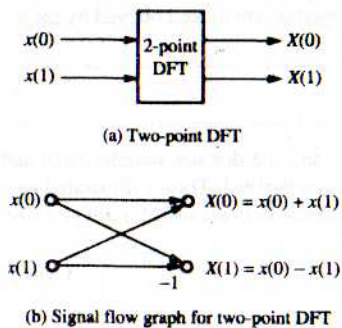 x(0)
2-point
DFT
X(0)
x(1)
X(1)
(a) Two-point DFT
x(0)
X(0) = x(0) + x(1)
x(1)
-1
X(1) = x(0) − x(1)
(b) Signal flow graph for two-point DFT